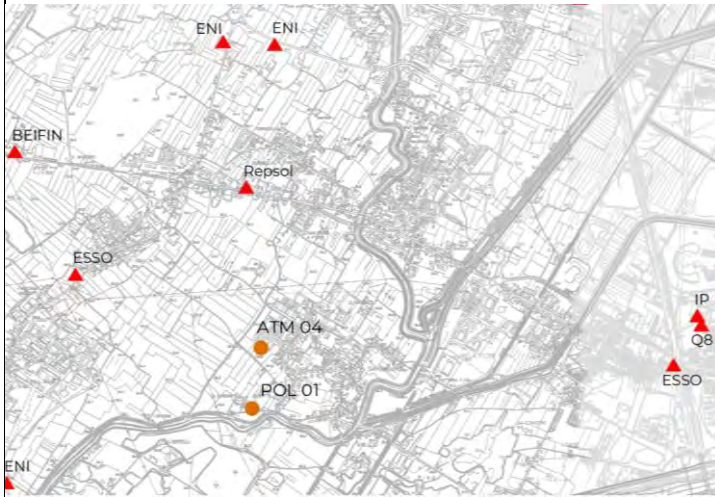 ENI
ENI
BEIFIN
Repsol
ESSO
IP
ATM 04
Q8
ESSO
POL 01
ENI